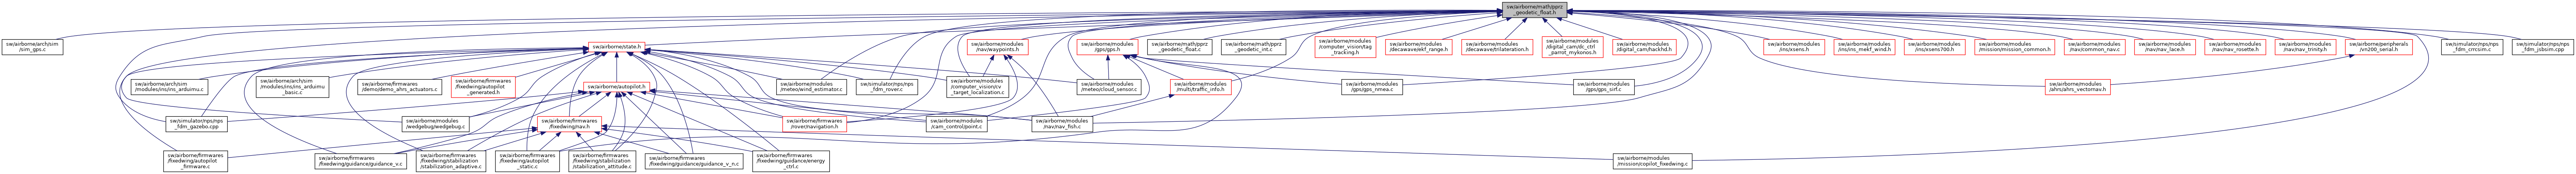 sw/airborne/math/pprz
_geodetic_float.h
sw/airborne/arch/sim
/sim_gps.c
sw/airborne/state.h
sw/airborne/modules
/nav/waypoints.h
sw/airborne/modules
/gps/gps.h
sw/airborne/math/pprz
_geodetic_float.c
sw/airborne/math/pprz
_geodetic_int.c
sw/airborne/modules
/computer_vision/tag
_tracking.h
sw/airborne/modules
/decawave/ekf_range.h
sw/airborne/modules
/decawave/trilateration.h
sw/airborne/modules
/digital_cam/dc_ctrl
_parrot_mykonos.h
sw/airborne/modules
/digital_cam/hackhd.h
sw/airborne/modules
/ins/xsens.h
sw/airborne/modules
/ins/ins_mekf_wind.h
sw/airborne/modules
/ins/xsens700.h
sw/airborne/modules
/mission/mission_common.h
sw/airborne/modules
/nav/common_nav.c
sw/airborne/modules
/nav/nav_lace.h
sw/airborne/modules
/nav/nav_rosette.h
sw/airborne/modules
/nav/nav_trinity.h
sw/airborne/peripherals
/vn200_serial.h
sw/simulator/nps/nps
_fdm_crrcsim.c
sw/simulator/nps/nps
_fdm_jsbsim.cpp
sw/airborne/arch/sim
/modules/ins/ins_arduimu.c
sw/airborne/arch/sim
/modules/ins/ins_arduimu
_basic.c
sw/airborne/firmwares
/demo/demo_ahrs_actuators.c
sw/airborne/firmwares
/fixedwing/autopilot
_generated.h
sw/airborne/autopilot.h
sw/airborne/modules
/meteo/wind_estimator.c
sw/simulator/nps/nps
_fdm_rover.c
sw/airborne/modules
/computer_vision/cv
_target_localization.c
sw/airborne/modules
/meteo/cloud_sensor.c
sw/airborne/modules
/multi/traffic_info.h
sw/airborne/modules
/gps/gps_nmea.c
sw/airborne/modules
/gps/gps_sirf.c
sw/airborne/modules
/ahrs/ahrs_vectornav.h
sw/simulator/nps/nps
_fdm_gazebo.cpp
sw/airborne/modules
/wedgebug/wedgebug.c
sw/airborne/firmwares
/fixedwing/nav.h
sw/airborne/firmwares
/rover/navigation.h
sw/airborne/modules
/cam_control/point.c
sw/airborne/modules
/nav/nav_fish.c
sw/airborne/firmwares
/fixedwing/autopilot
_firmware.c
sw/airborne/firmwares
/fixedwing/guidance/guidance_v.c
sw/airborne/firmwares
/fixedwing/stabilization
/stabilization_adaptive.c
sw/airborne/firmwares
/fixedwing/autopilot
_static.c
sw/airborne/firmwares
/fixedwing/stabilization
/stabilization_attitude.c
sw/airborne/firmwares
/fixedwing/guidance/guidance_v_n.c
sw/airborne/firmwares
/fixedwing/guidance/energy
_ctrl.c
sw/airborne/modules
/mission/copilot_fixedwing.c